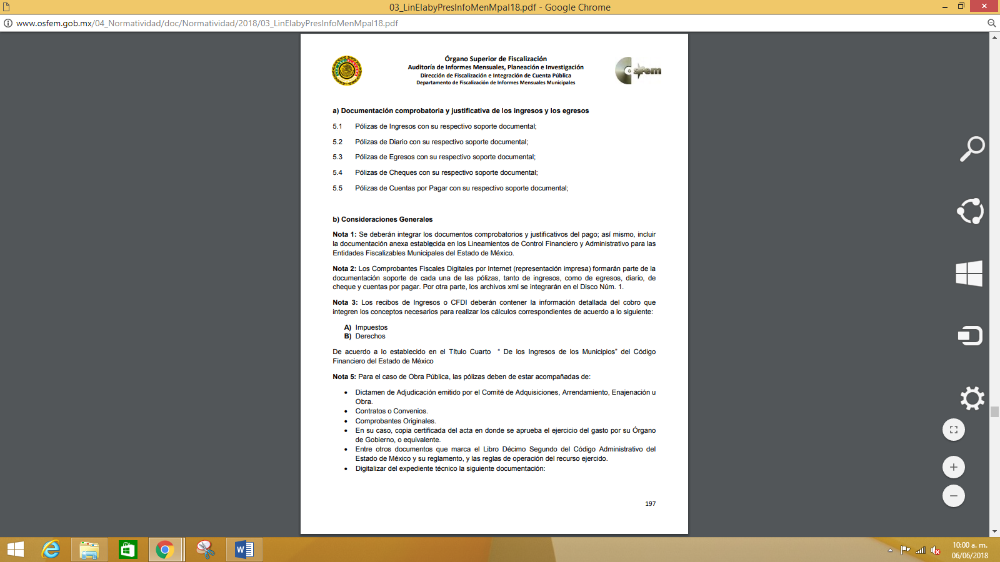 03_LinElabyPresInfoMenMpal18.pdf - Google Chrome
www.osfem.gob.mx/04_Normatividad/doc/Normatividad/2018/03_LinElabyPresInfoMenMpal18.pdf
Órgano Superior de Fiscalización
Auditoría de Informes Mensuales, Planeación e Investigación
Dirección de Fiscalización e Integración de Cuenta Pública
Departamento de Fiscalización de Informes Mensuales Municipales
osfem
a) Documentación comprobatoria y justificativa de los ingresos y los egresos
5.1 Pólizas de Ingresos con su respectivo soporte documental;
5.2 Pólizas de Diario con su respectivo soporte documental;
5.3 Pólizas de Egresos con su respectivo soporte documental;
5.4 Pólizas de Cheques con su respectivo soporte documental;
5.5 Pólizas de Cuentas por Pagar con su respectivo soporte documental;
b) Consideraciones Generales
Nota 1: Se deberán integrar los documentos comprobatorios y justificativos del pago; así mismo, incluir
la documentación anexa establecida en los Lineamientos de Control Financiero y Administrativo para las
Entidades Fiscalizables Municipales del Estado de México.
Nota 2: Los Comprobantes Fiscales Digitales por Internet (representación impresa) formarán parte de la
documentación soporte de cada una de las pólizas, tanto de ingresos, como de egresos, diario, de
cheque y cuentas por pagar. Por otra parte, los archivos xml se integrarán en el Disco Núm. 1.
Nota 3: Los recibos de Ingresos o CFDI deberán contener la información detallada del cobro que
integren los conceptos necesarios para realizar los cálculos correspondientes de acuerdo a lo siguiente:
A) Impuestos
B) Derechos
De acuerdo a lo establecido en el Título Cuarto “ De los Ingresos de los Municipios” del Código
Financiero del Estado de México
Nota 5: Para el caso de Obra Pública, las pólizas deben de estar acompañadas de:
• Dictamen de Adjudicación emitido por el Comité de Adquisiciones, Arrendamiento, Enajenación u
Obra.
• Contratos o Convenios.
• Comprobantes Originales.
• En su caso, copia certificada del acta en donde se aprueba el ejercicio del gasto por su Órgano
de Gobierno, o equivalente.
• Entre otros documentos que marca el Libro Décimo Segundo del Código Administrativo del
Estado de México y su reglamento, y las reglas de operación del recurso ejercido.
• Digitalizar del expediente técnico la siguiente documentación:
197
10:00 a. m.
06/06/2018